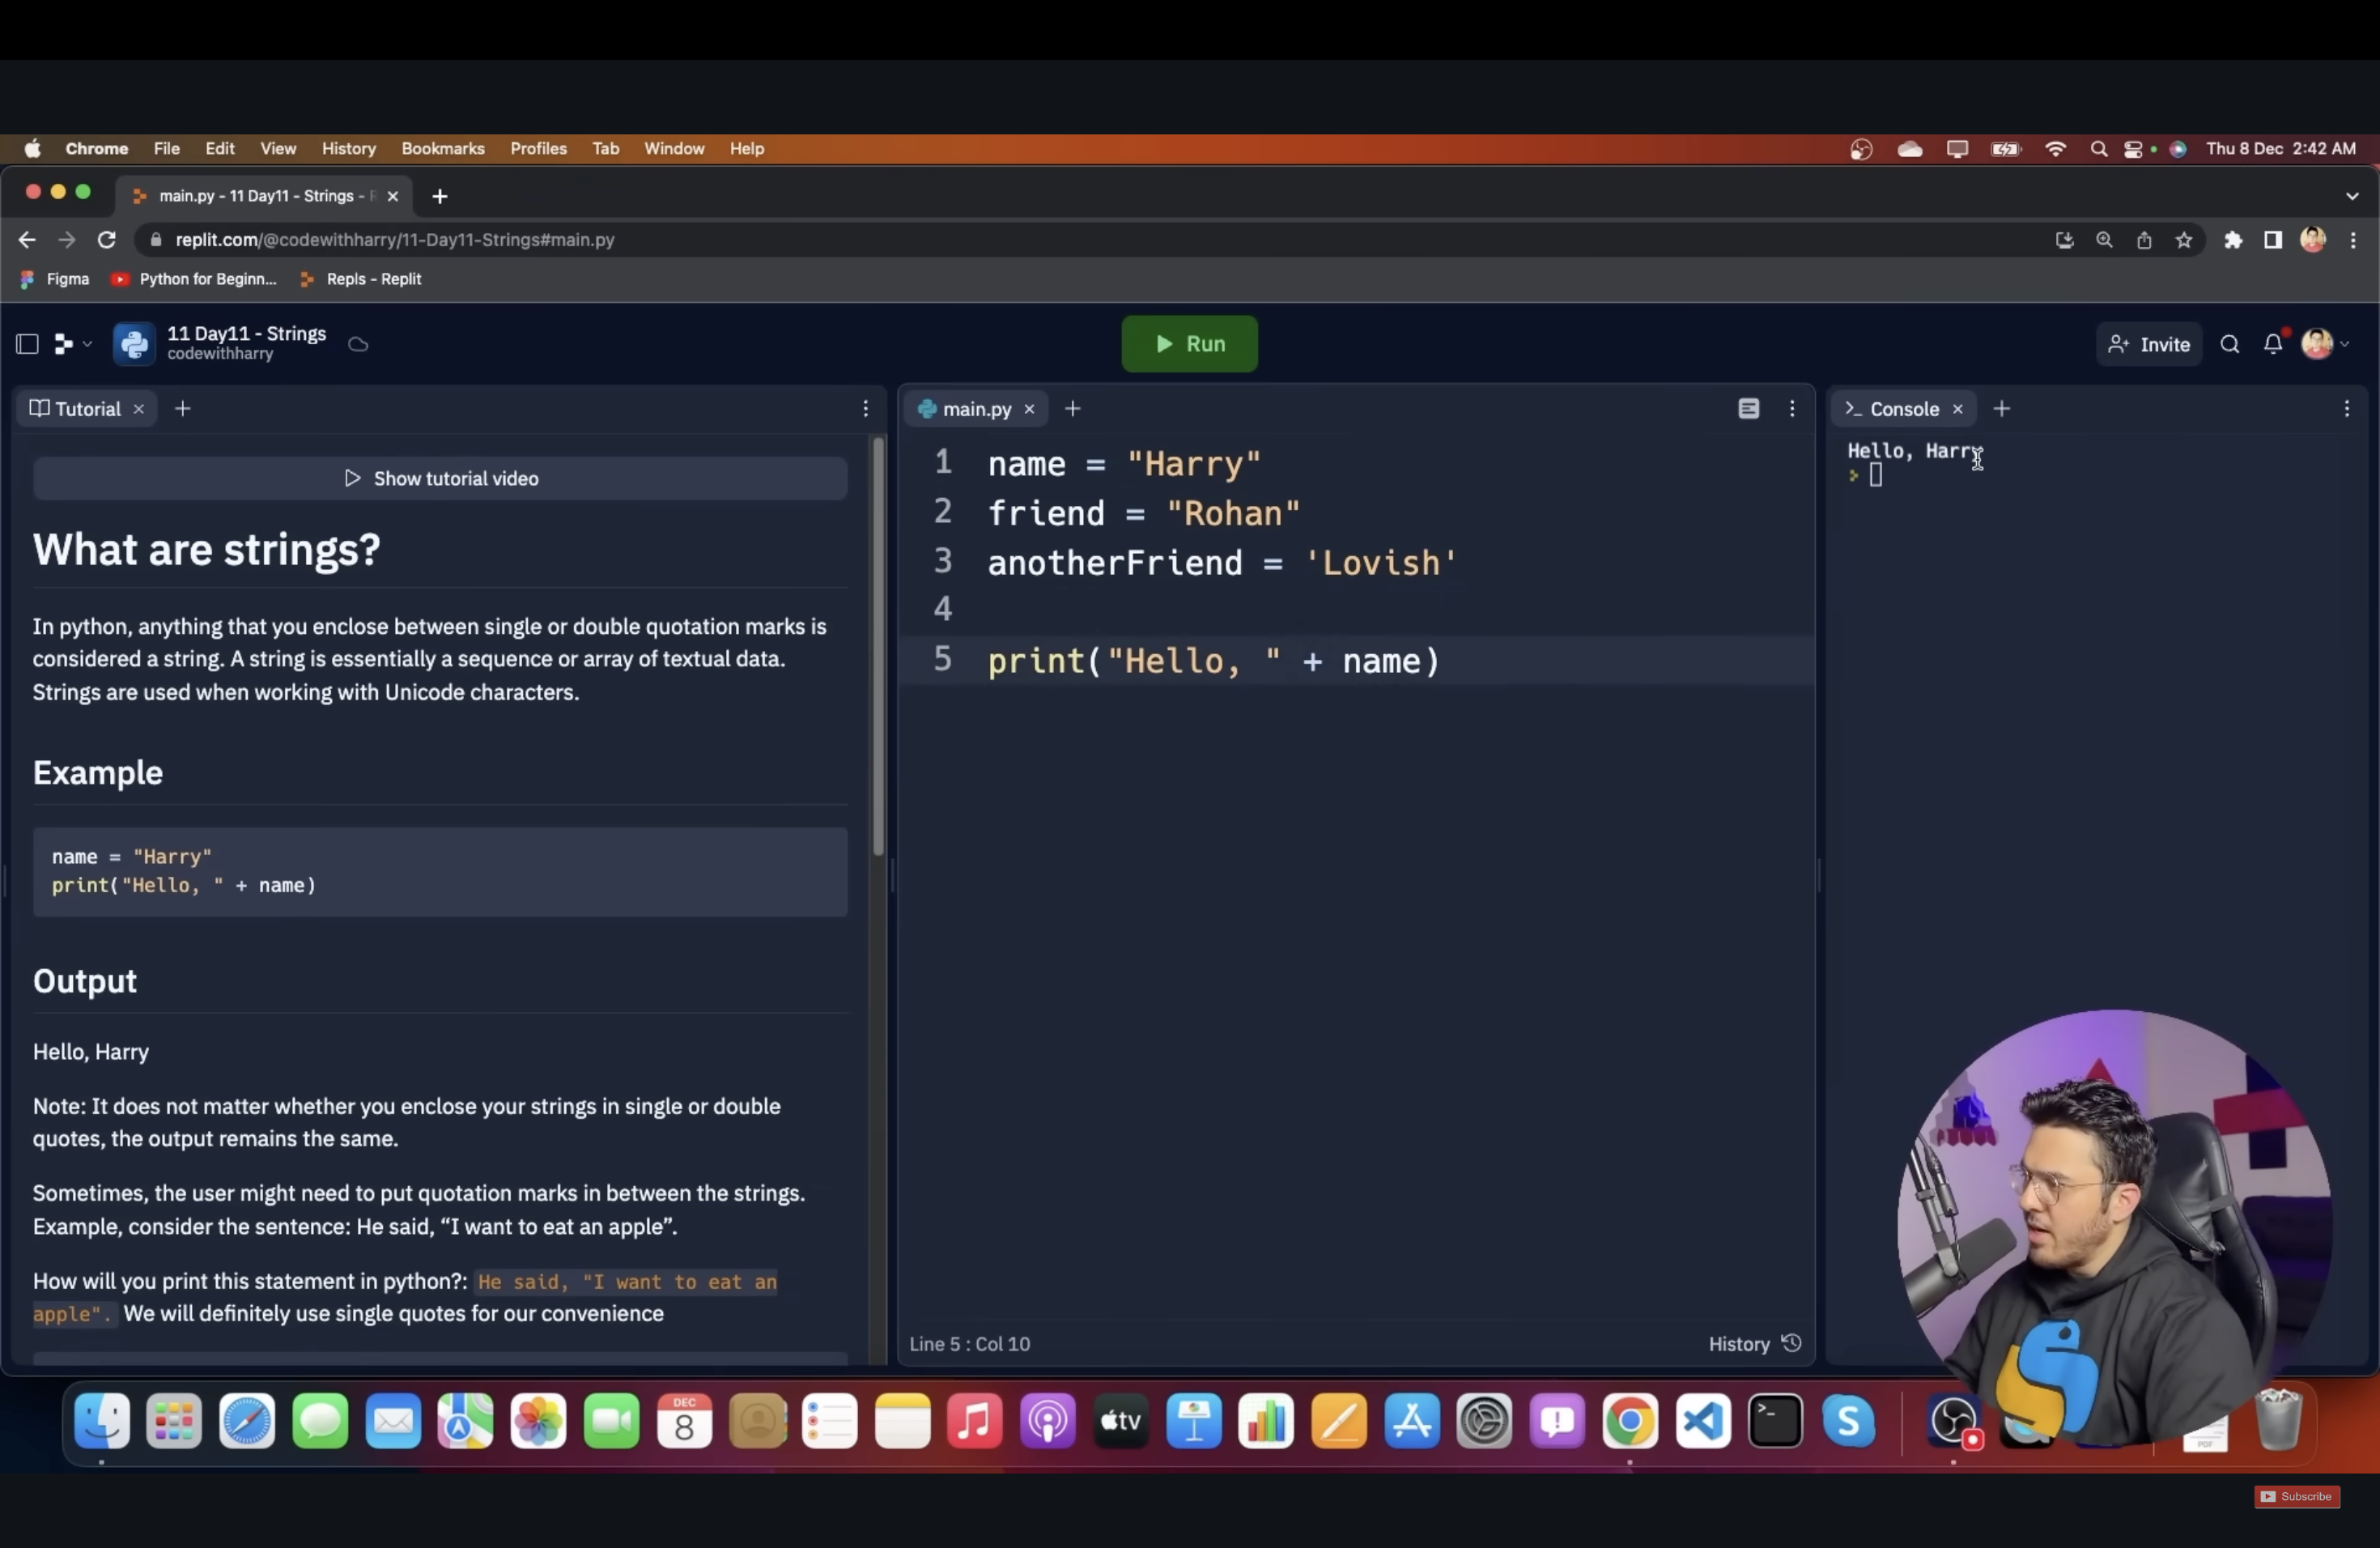 Chrome File Edit View History Bookmarks Profiles Tab Window Help
Thu 8 Dec 2:42 AM
main.py - 11 Day11 - Strings -
replit.com/@codewithharry/11-Day11-Strings#main.py
Figma Python for Beginn... Repls - Replit
11 Day11 - Strings
codewithharry
Run
Invite
Tutorial
Show tutorial video
What are strings?
In python, anything that you enclose between single or double quotation marks is
considered a string. A string is essentially a sequence or array of textual data.
Strings are used when working with Unicode characters.
Example
name = "Harry"
print("Hello, " + name)
Output
Hello, Harry
Note: It does not matter whether you enclose your strings in single or double
quotes, the output remains the same.
Sometimes, the user might need to put quotation marks in between the strings.
Example, consider the sentence: He said, “I want to eat an apple”.
How will you print this statement in python?: He said, "I want to eat an
apple". We will definitely use single quotes for our convenience
main.py
1 name = "Harry"
2 friend = "Rohan"
3 anotherFriend = 'Lovish'
4
5 print("Hello, " + name)
Line 5 : Col 10
History
Console
Hello, Harry
DEC
8
tv
PDF
Subscribe